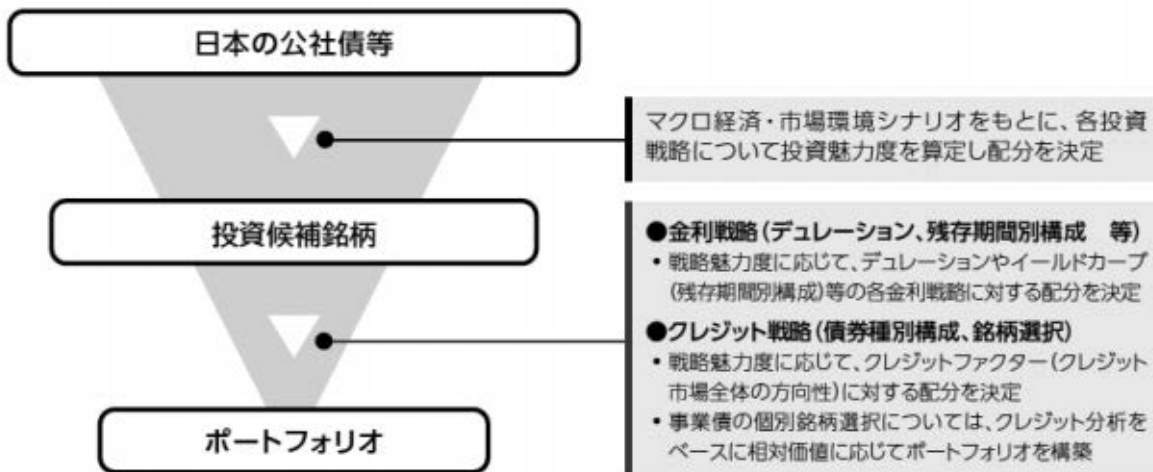 日本の公社債等
マクロ経済・市場環境シナリオをもとに、各投資
戦略について投資魅力度を算定し配分を決定
投資候補銘柄
●金利戦略(デュレーション、残存期間別構成　等)
• 戦略魅力度に応じて、デュレーションやイールドカーブ
(残存期間別構成)等の各金利戦略に対する配分を決定
●クレジット戦略(債券種別構成、銘柄選択)
• 戦略魅力度に応じて、クレジットファクター(クレジット
市場全体の方向性)に対する配分を決定
• 事業債の個別銘柄選択については、クレジット分析を
ベースに相対価値に応じてポートフォリオを構築
ポートフォリオ